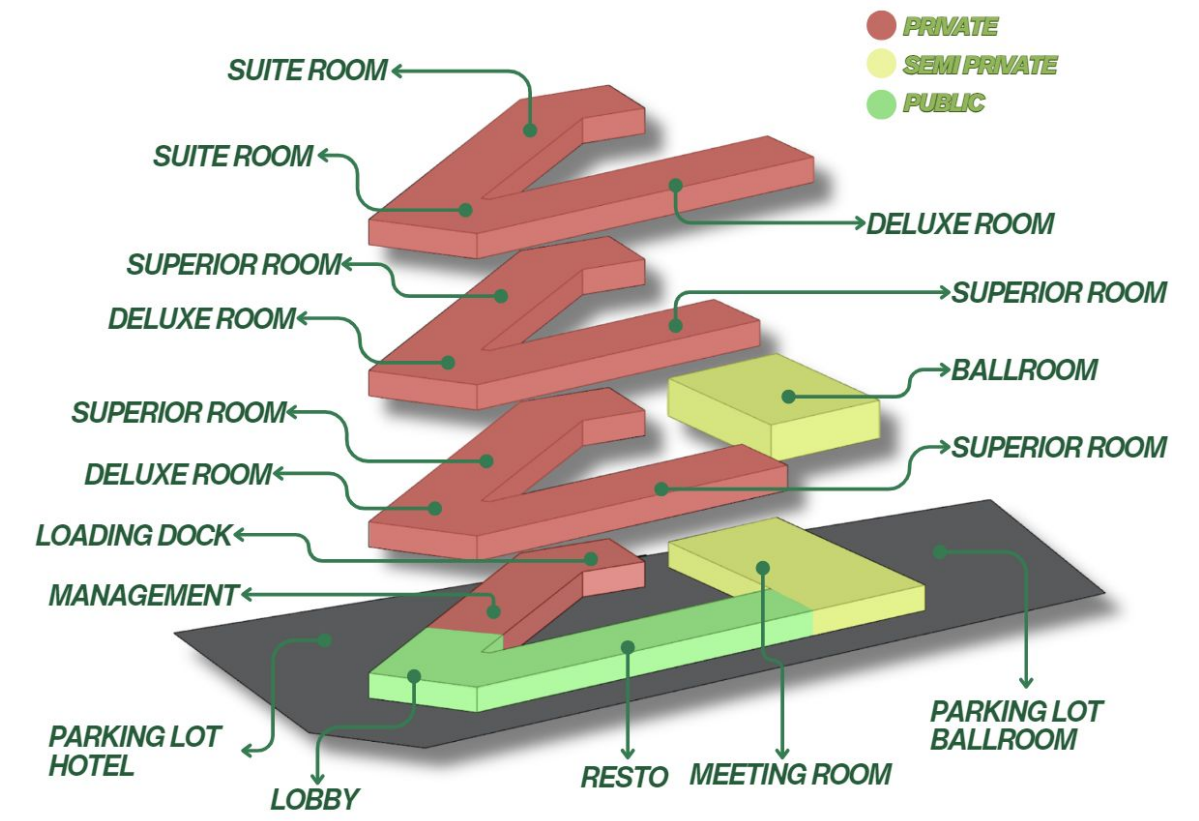 PRIVATE
SEMI PRIVATE
PUBLIC
SUITE ROOM
SUITE ROOM
DELUXE ROOM
SUPERIOR ROOM
SUPERIOR ROOM
DELUXE ROOM
BALLROOM
SUPERIOR ROOM
SUPERIOR ROOM
DELUXE ROOM
LOADING DOCK
MANAGEMENT
PARKING LOT
BALLROOM
PARKING LOT
HOTEL
RESTO
MEETING ROOM
LOBBY